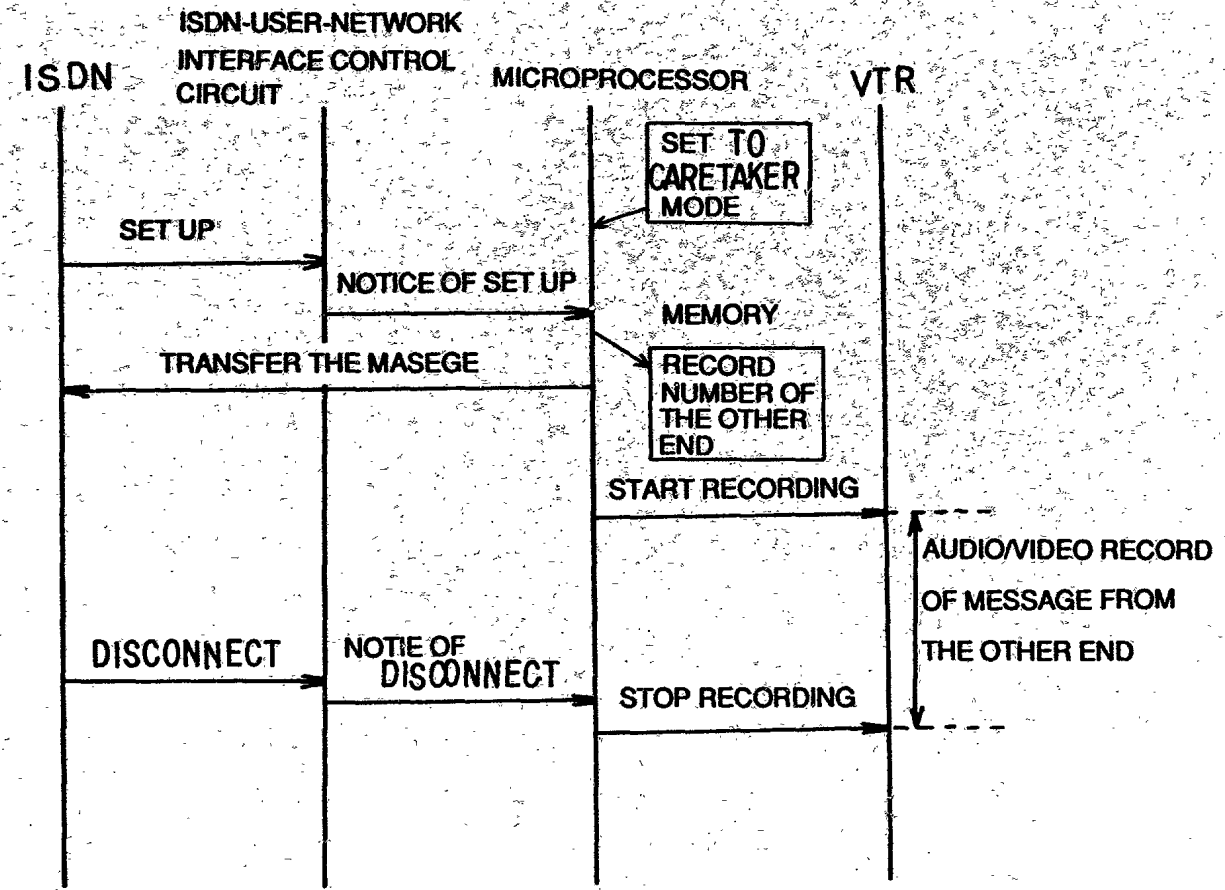 ISDN
ISDN-USER-NETWORK
INTERFACE CONTROL
CIRCUIT
MICROPROCESSOR
VTR
SET TO
CARETAKER
MODE
SET UP
NOTICE OF SET UP
MEMORY
TRANSFER THE MASEGE
RECORD
NUMBER OF
THE OTHER
END
START RECORDING
AUDIO/VIDEO RECORD
OF MESSAGE FROM
THE OTHER END
DISCONNECT
NOTIE OF
DISCONNECT
STOP RECORDING